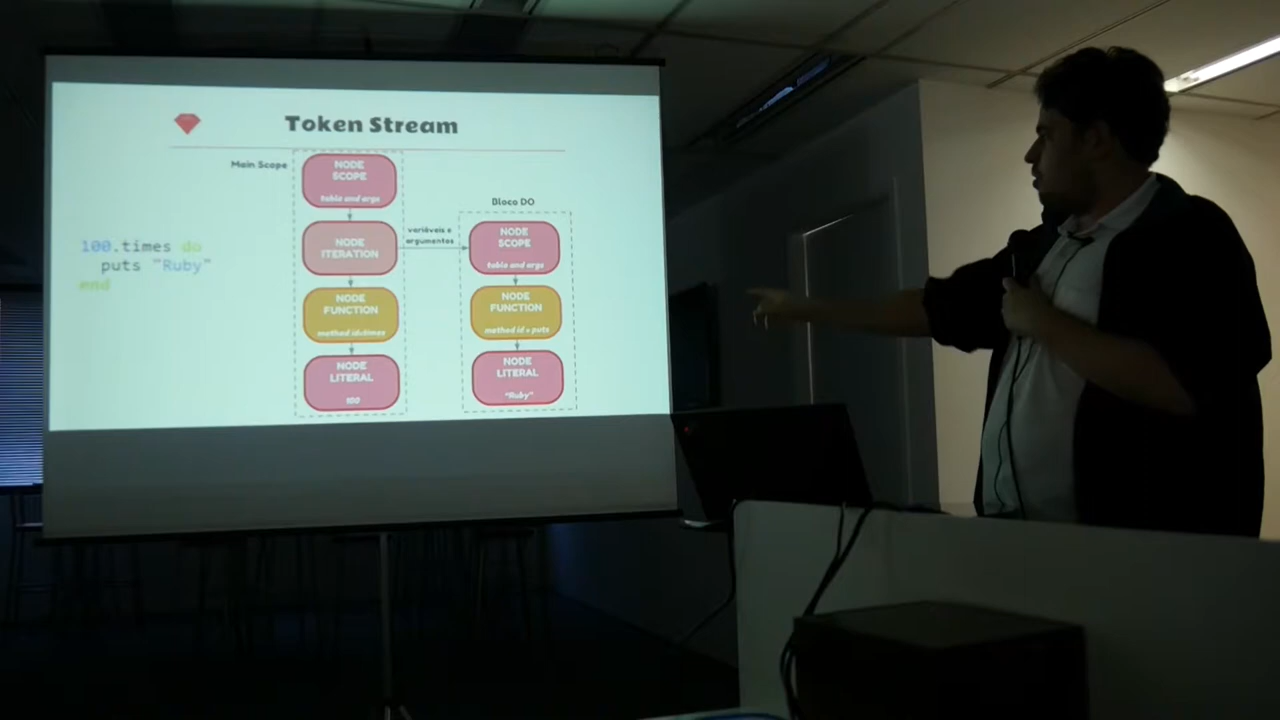 Token Stream
Main Scope
NODE
SCOPE
table and args
NODE
ITERATION
NODE
FUNCTION
method id:times
NODE
LITERAL
100
variáveis e
argumentos
Bloco DO
NODE
SCOPE
table and args
NODE
FUNCTION
method id = puts
NODE
LITERAL
"Ruby"
100.times do
puts "Ruby"
end